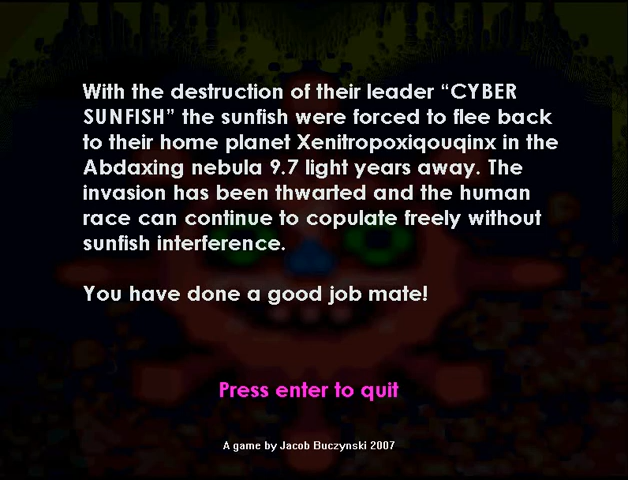 With the destruction of their leader “CYBER
SUNFISH” the sunfish were forced to flee back
to their home planet Xenitropoxiqouqinx in the
Abdaxing nebula 9.7 light years away. The
invasion has been thwarted and the human
race can continue to copulate freely without
sunfish interference.
You have done a good job mate!
Press enter to quit
A game by Jacob Buczynski 2007